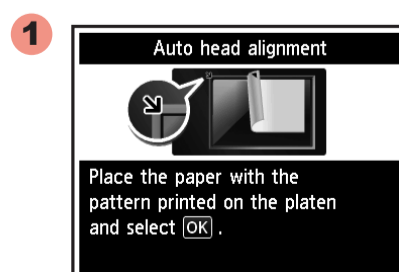 1
Auto head alignment
Place the paper with the
pattern printed on the platen
and select OK .